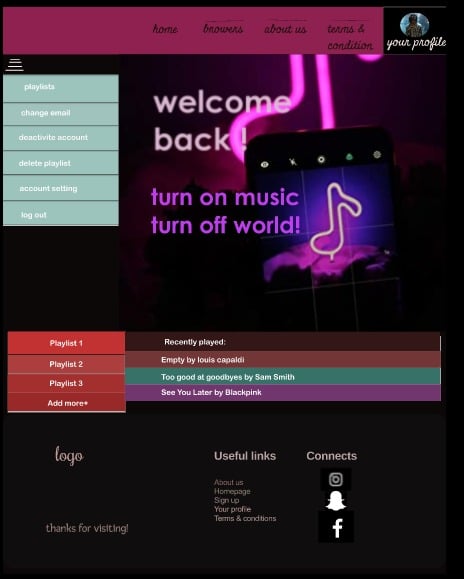 home
browers
about us
terms &
condition
your profile
playlists
change email
deactivite account
delete playlist
account setting
log out
welcome
back !
turn on music
turn off world!
Playlist 1
Playlist 2
Playlist 3
Add more+
Recently played:
Empty by louis capaldi
Too good at goodbyes by Sam Smith
See You Later by Blackpink
logo
thanks for visiting!
Useful links
About us
Homepage
Sign up
Your profile
Terms & conditions
Connects